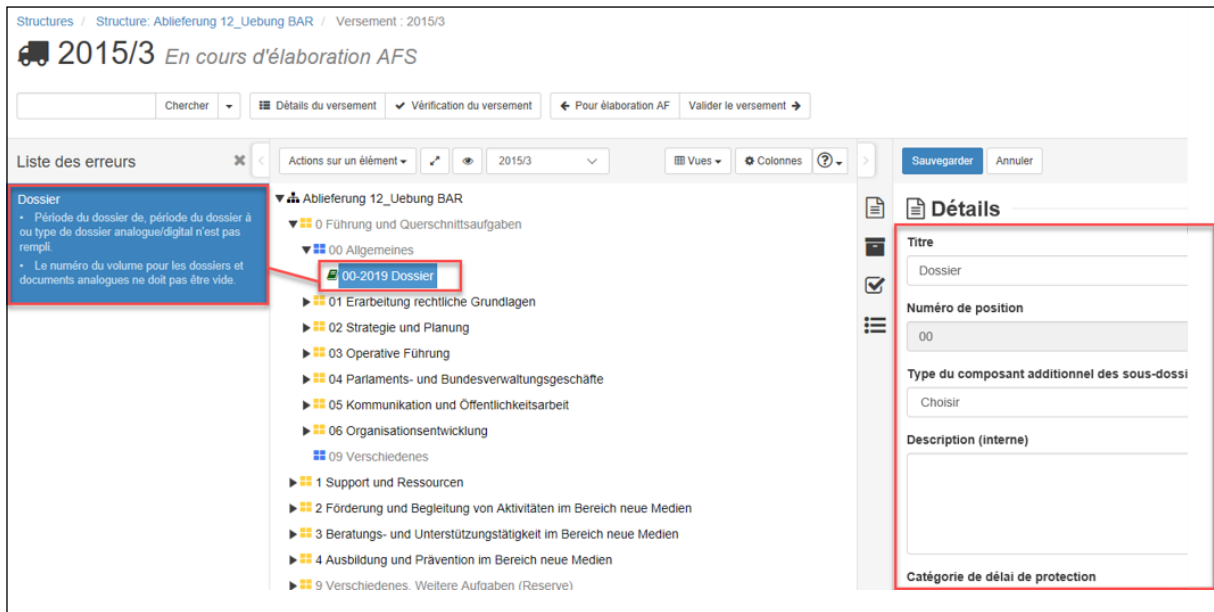 Structures / Structure: Ablieferung 12_Uebung BAR / Versement : 2015/3
2015/3 En cours d'élaboration AFS
Chercher
Détails du versement
Vérification du versement
Pour élaboration AF
Valider le versement
Liste des erreurs
Dossier
• Période du dossier de, période du dossier à
ou type de dossier analogue/digital n'est pas
rempli.
• Le numéro du volume pour les dossiers et
documents analogues ne doit pas être vide.
Actions sur un élément
2015/3
Vues
Colonnes
Ablieferung 12_Uebung BAR
0 Führung und Querschnittsaufgaben
00 Allgemeines
00-2019 Dossier
01 Erarbeitung rechtliche Grundlagen
02 Strategie und Planung
03 Operative Führung
04 Parlaments- und Bundesverwaltungsgeschäfte
05 Kommunikation und Öffentlichkeitsarbeit
06 Organisationsentwicklung
09 Verschiedenes
1 Support und Ressourcen
2 Förderung und Begleitung von Aktivitäten im Bereich neue Medien
3 Beratungs- und Unterstützungstätigkeit im Bereich neue Medien
4 Ausbildung und Prävention im Bereich neue Medien
9 Verschiedenes, Weitere Aufgaben (Reserve)
Sauvegarder
Annuler
Détails
Titre
Dossier
Numéro de position
00
Type du composant additionnel des sous-dossi
Choisir
Description (interne)
Catégorie de délai de protection